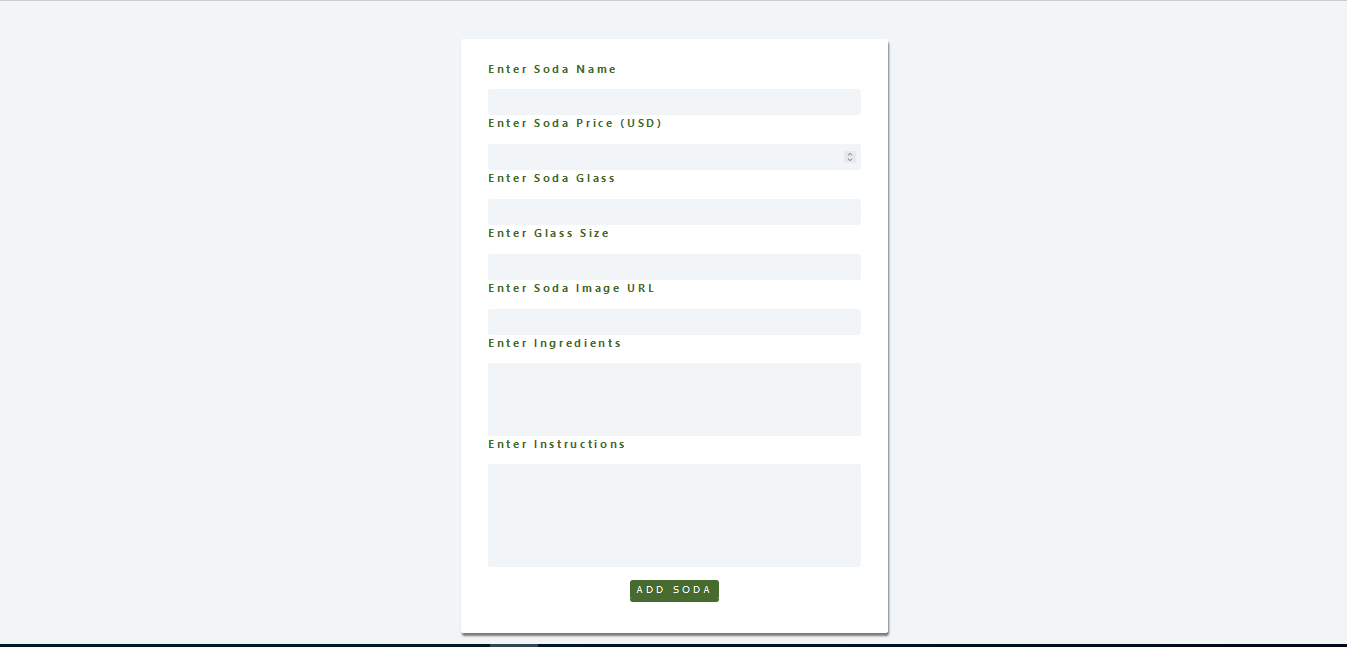 Enter Soda Name
Enter Soda Price (USD)
Enter Soda Glass
Enter Glass Size
Enter Soda Image URL
Enter Ingredients
Enter Instructions
ADD SODA